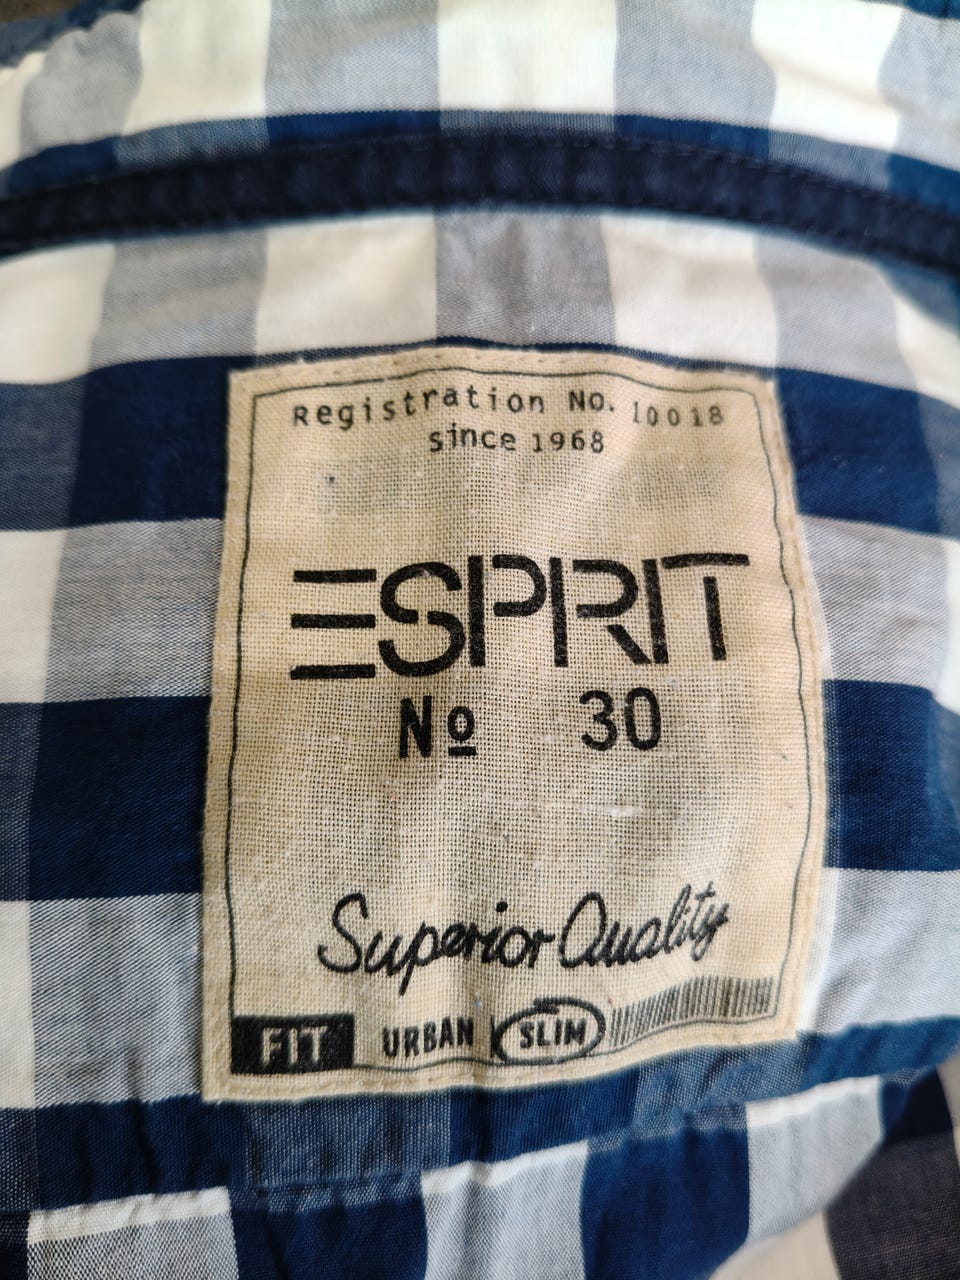 Registration No. 10018
since 1968
ESPRIT
Nº 30
Superior Quality
FIT URBAN SLIM